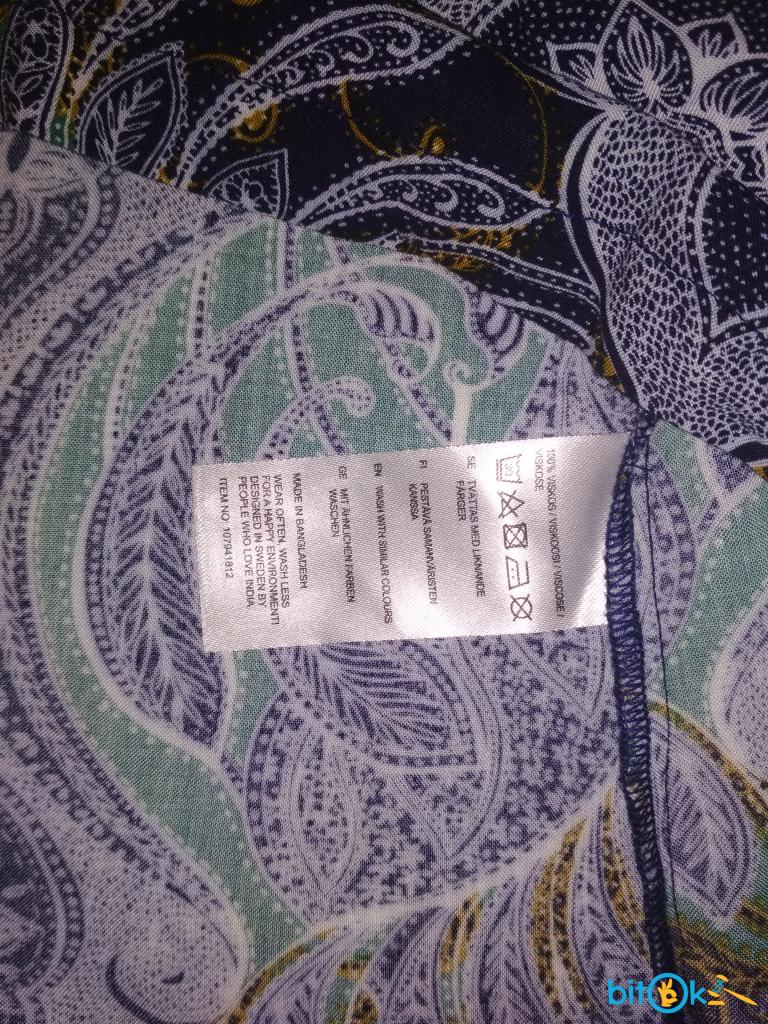 100% VISKOS / VISKOOSI / VISCOSE /
VISKOSE
SE TVÄTTAS MED LIKNANDE
FÄRGER
FI PESTÄVÄ SAMANVÄRISTEN
KANSSA
EN WASH WITH SIMILAR COLOURS
GE MIT ÄHNLICHEN FARBEN
WASCHEN
MADE IN BANGLADESH
WEAR OFTEN, WASH LESS
FOR A HAPPY ENVIRONMENT!
DESIGNED IN SWEDEN BY
PEOPLE WHO LOVE INDIA
ITEM NO: 107941812
bitOk